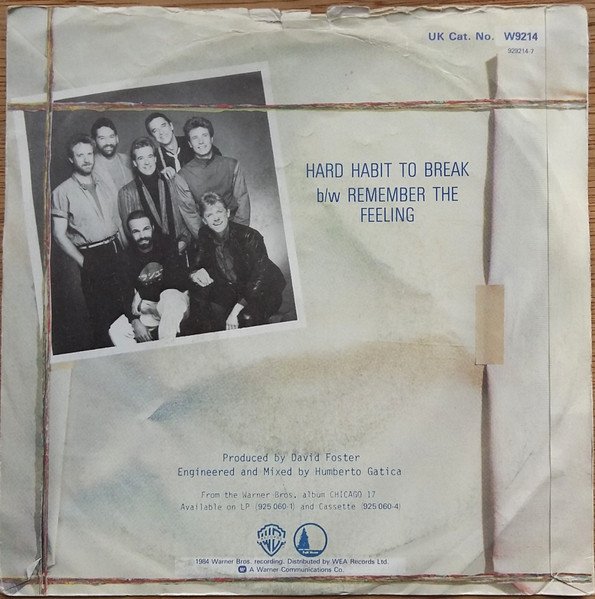 UK Cat. No. W9214
929214-7
HARD HABIT TO BREAK
b/w REMEMBER THE
FEELING
Produced by David Foster
Engineered and Mixed by Humberto Gatica
From the Warner Bros. album CHICAGO 17
Available on LP (925 060-1) and Cassette (925 060-4)
1984 Warner Bros. recording. Distributed by WEA Records Ltd.
A Warner Communications Co.